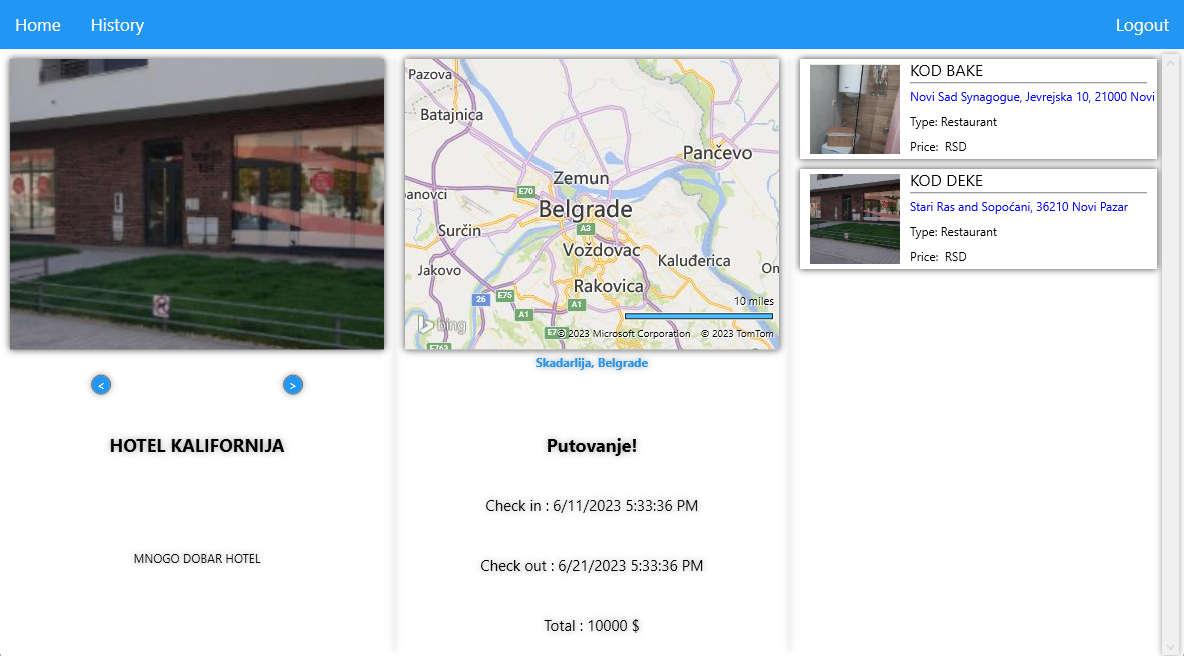 Home
History
Logout
Pazova
Batajnica
Pančevo
Zemun
E70
Belgrade
A3
Surčin
Voždovac
Kaluđerica
Jakovo
Rakovica
26
E75
A1
A1
10 miles
bing
© 2023 Microsoft Corporation
© 2023 TomTom
Skadarlija, Belgrade
<
>
HOTEL KALIFORNIJA
MNOGO DOBAR HOTEL
Putovanje!
Check in : 6/11/2023 5:33:36 PM
Check out : 6/21/2023 5:33:36 PM
Total : 10000 $
KOD BAKE
Novi Sad Synagogue, Jevrejska 10, 21000 Novi
Type: Restaurant
Price: RSD
KOD DEKE
Stari Ras and Sopoćani, 36210 Novi Pazar
Type: Restaurant
Price: RSD